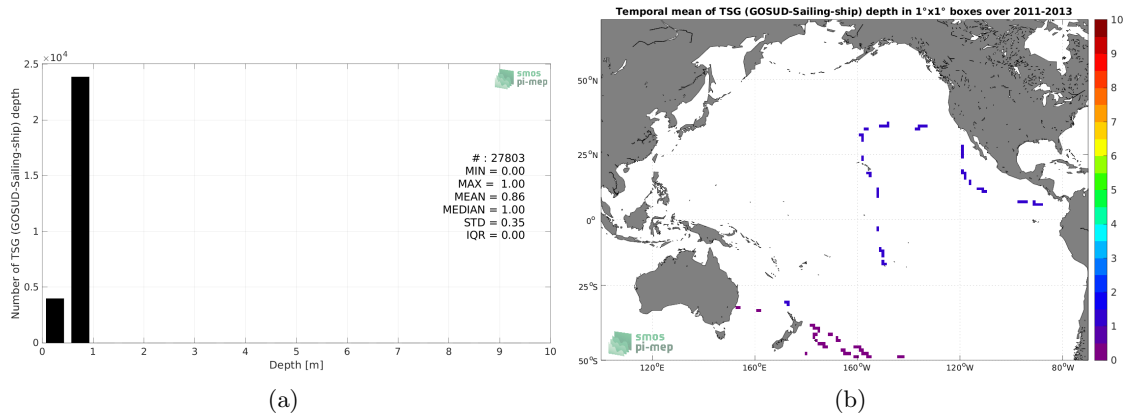 ×10⁴
2.5
2
1.5
1
0.5
0
Number of TSG (GOSUD-Sailing-ship) depth
smos
pi-mep
# : 27803
MIN = 0.00
MAX = 1.00
MEAN = 0.86
MEDIAN = 1.00
STD = 0.35
IQR = 0.00
0 1 2 3 4 5 6 7 8 9 10
Depth [m]
(a)
Temporal mean of TSG (GOSUD-Sailing-ship) depth in 1°x1° boxes over 2011-2013
50°N
25°N
0°
25°S
50°S
smos
pi-mep
120°E 160°E 160°W 120°W 80°W
10
9
8
7
6
5
4
3
2
1
0
(b)